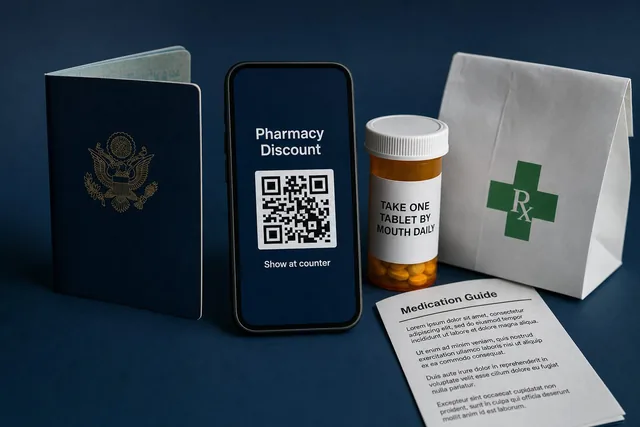 Pharmacy
Discount
Show at counter
TAKE ONE
TABLET BY
MOUTH DAILY
Rx
Medication Guide
Lorem ipsum dolor sit amet, consectetur
adipiscing elit, sed do eiusmod tempor
incididunt ut labore et dolore magna aliqua.
Ut enim ad minim veniam, quis nostrud
exercitation ullamco laboris nisi ut aliquip
ex ea commodo consequat.
Duis aute irure dolor in reprehenderit in
voluptate velit esse cillum dolore eu fugiat
nulla pariatur.
Excepteur sint occaecat cupidatat non
proident, sunt in culpa qui officia deserunt
mollit anim id est laborum.